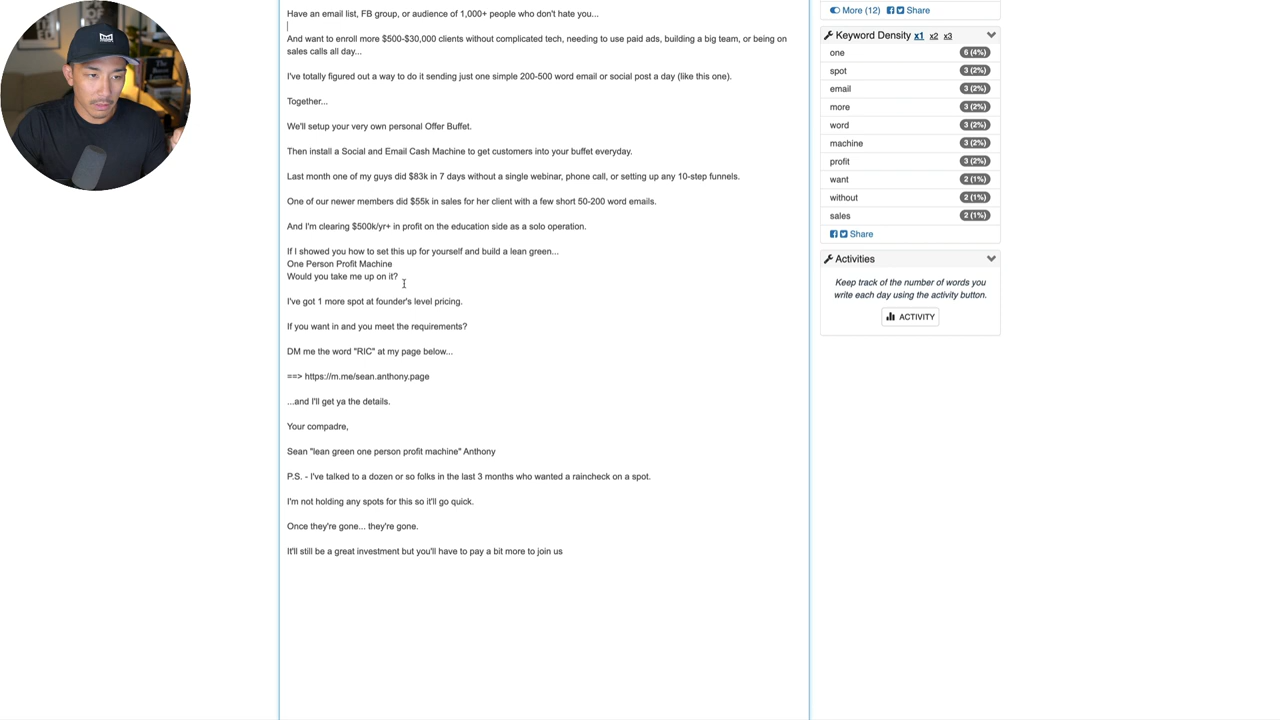 Have an email list, FB group, or audience of 1,000+ people who don't hate you...
And want to enroll more $500-$30,000 clients without complicated tech, needing to use paid ads, building a big team, or being on
sales calls all day...
I've totally figured out a way to do it sending just one simple 200-500 word email or social post a day (like this one).
Together...
We'll setup your very own personal Offer Buffet.
Then install a Social and Email Cash Machine to get customers into your buffet everyday.
Last month one of my guys did $83k in 7 days without a single webinar, phone call, or setting up any 10-step funnels.
One of our newer members did $55k in sales for her client with a few short 50-200 word emails.
And I'm clearing $500k/yr+ in profit on the education side as a solo operation.
If I showed you how to set this up for yourself and build a lean green...
One Person Profit Machine
Would you take me up on it?
I've got 1 more spot at founder's level pricing.
If you want in and you meet the requirements?
DM me the word "RIC" at my page below...
==> https://m.me/sean.anthony.page
...and I'll get ya the details.
Your compadre,
Sean "lean green one person profit machine" Anthony
P.S. - I've talked to a dozen or so folks in the last 3 months who wanted a raincheck on a spot.
I'm not holding any spots for this so it'll go quick.
Once they're gone... they're gone.
It'll still be a great investment but you'll have to pay a bit more to join us
More (12) Share
Keyword Density x1 x2 x3
one 6 (4%)
spot 3 (2%)
email 3 (2%)
more 3 (2%)
word 3 (2%)
machine 3 (2%)
profit 3 (2%)
want 2 (1%)
without 2 (1%)
sales 2 (1%)
Share
Activities
Keep track of the number of words you
write each day using the activity button.
ACTIVITY